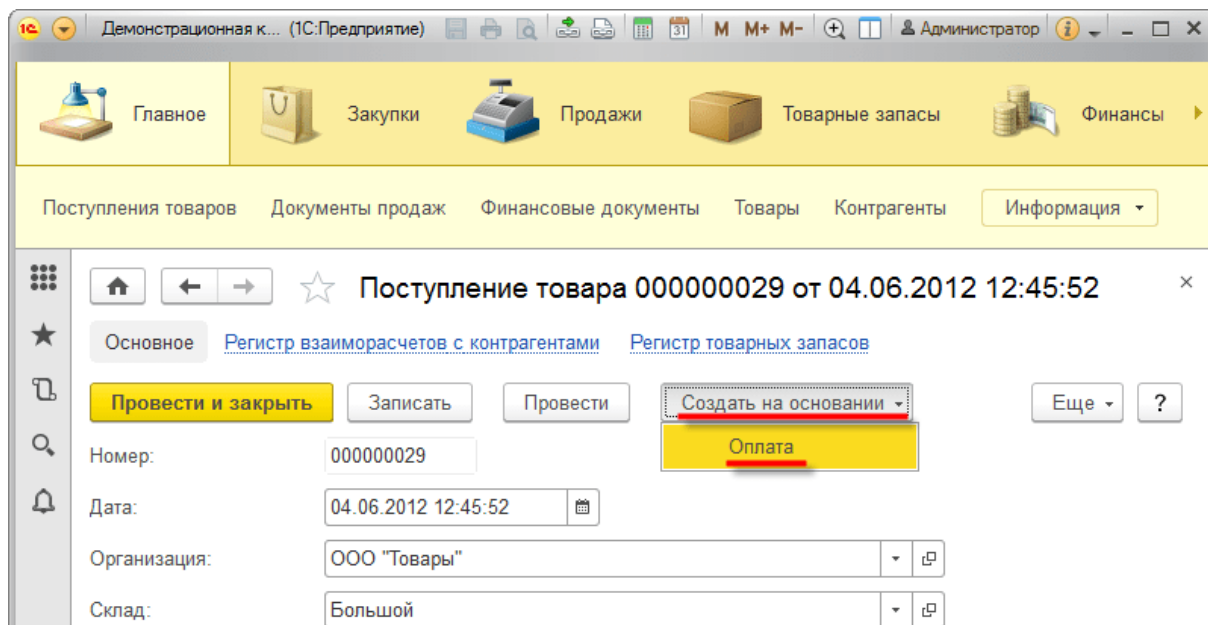 1С Демонстрационная к... (1С:Предприятие) 31 M M+ M- Администратор i
Главное Закупки Продажи Товарные запасы Финансы
Поступления товаров Документы продаж Финансовые документы Товары Контрагенты Информация
Поступление товара 000000029 от 04.06.2012 12:45:52 ×
Основное Регистр взаиморасчетов с контрагентами Регистр товарных запасов
Провести и закрыть Записать Провести Создать на основании Еще ?
Оплата
Номер: 000000029
Дата: 04.06.2012 12:45:52
Организация: ООО "Товары"
Склад: Большой